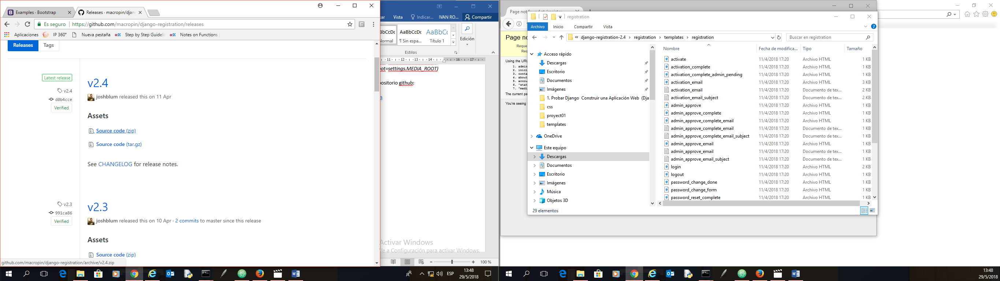 Examples · Bootstrap
Releases · macropin/djan
Es seguro
https://github.com/macropin/django-registration/releases
Aplicaciones
IP 360°
Nueva pestaña
Step by Step Guideli
Notes on Functions
Releases
Tags
Latest release
v2.4
d0b4cce
Verified
v2.4
joshblum released this on 11 Apr
Assets
Source code (zip)
Source code (tar.gz)
See CHANGELOG for release notes.
v2.3
991ca86
Verified
v2.3
joshblum released this on 10 Apr · 2 commits to master since this release
Assets
Source code (zip)
github.com/macropin/django-registration/archive/v2.4.zip
sar
Vista
Indicar...
IVAN RO...
Compartir
AaBbCcDc
AaBbCcC
Normal
¶ Sin espa...
Título 1
Edición
Estilos
11 12 13 14 16 17
ot=settings.MEDIA_ROOT)
ositorio github:
s
Activar Windows
Ve a Configuración para activar Windows.
100 %
ESP
13:48
29/5/2018
Page not found at /register
Page no
Reque
Req
Using the URL
1. admin
2. inici
3. conta
4. about
5. accou
6. ^stat
7. ^medi
The current pa
You're seeing
registration
Archivo
Inicio
Compartir
Vista
« django-registration-2.4 > registration > templates > registration
Buscar en registration
Acceso rápido
Descargas
Escritorio
Documentos
Imágenes
1. Probar Django Construir una Aplicación Web (Dja
css
proyect01
templates
OneDrive
Este equipo
Descargas
Documentos
Escritorio
Imágenes
Música
Objetos 3D
Nombre
Fecha de modifica...
Tipo
Tamaño
activate 11/4/2018 17:20 Archivo HTML 1 KB
activation_complete 11/4/2018 17:20 Archivo HTML 1 KB
activation_complete_admin_pending 11/4/2018 17:20 Archivo HTML 1 KB
activation_email 11/4/2018 17:20 Archivo HTML 3 KB
activation_email 11/4/2018 17:20 Documento de tex... 2 KB
activation_email_subject 11/4/2018 17:20 Documento de tex... 2 KB
admin_approve 11/4/2018 17:20 Archivo HTML 1 KB
admin_approve_complete 11/4/2018 17:20 Archivo HTML 1 KB
admin_approve_complete_email 11/4/2018 17:20 Archivo HTML 1 KB
admin_approve_complete_email 11/4/2018 17:20 Documento de tex... 1 KB
admin_approve_complete_email_subject 11/4/2018 17:20 Documento de tex... 1 KB
admin_approve_email 11/4/2018 17:20 Archivo HTML 1 KB
admin_approve_email 11/4/2018 17:20 Documento de tex... 1 KB
admin_approve_email_subject 11/4/2018 17:20 Documento de tex... 1 KB
login 11/4/2018 17:20 Archivo HTML 2 KB
logout 11/4/2018 17:20 Archivo HTML 1 KB
password_change_done 11/4/2018 17:20 Archivo HTML 1 KB
password_change_form 11/4/2018 17:20 Archivo HTML 1 KB
password_reset_complete 11/4/2018 17:20 Archivo HTML 1 KB
29 elementos
13:48
29/5/2018